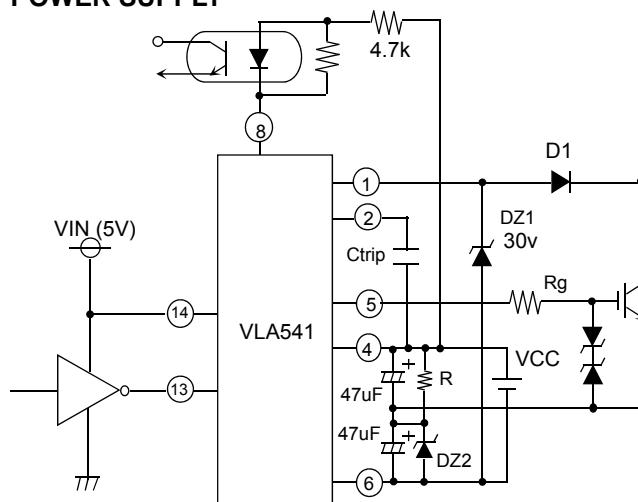 POWER SUPPLY
4.7k
8
1
D1
2
VIN (5V)
DZ1
30v
Ctrip
5
Rg
14
VLA541
4
VCC
47uF
+
R
13
47uF
+
DZ2
6